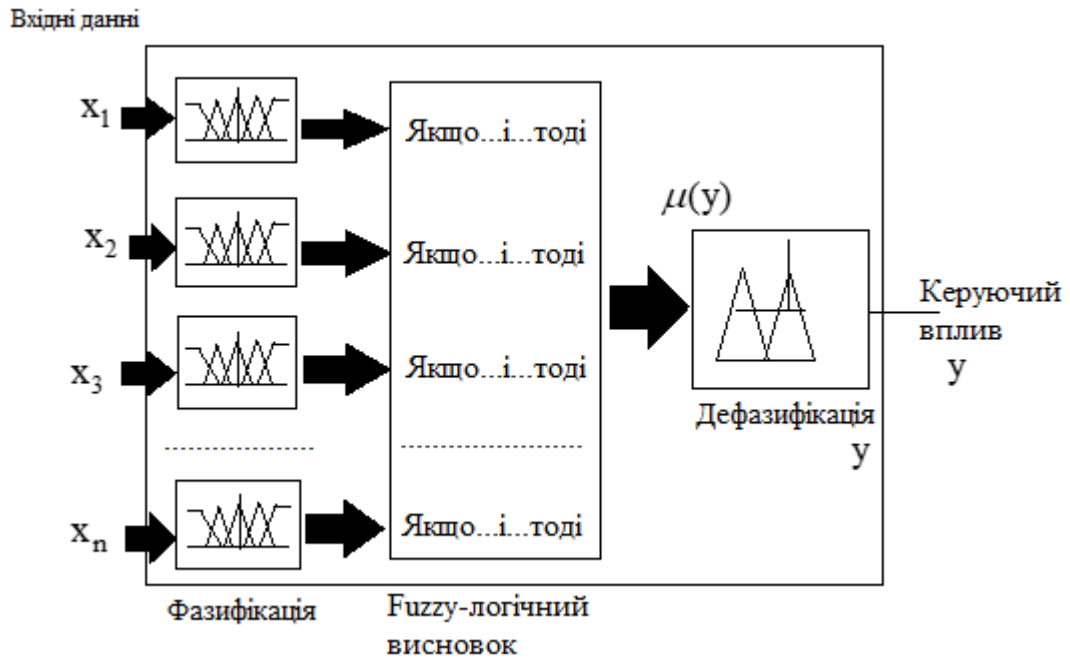 Вхідні данні
x1
Якщо...і...тоді
x2
Якщо...і...тоді
x3
Якщо...і...тоді
xn
Якщо...і...тоді
μ(y)
Керуючий
вплив
y
Дефазифікація
y
Фазифікація
Fuzzy-логічний
висновок